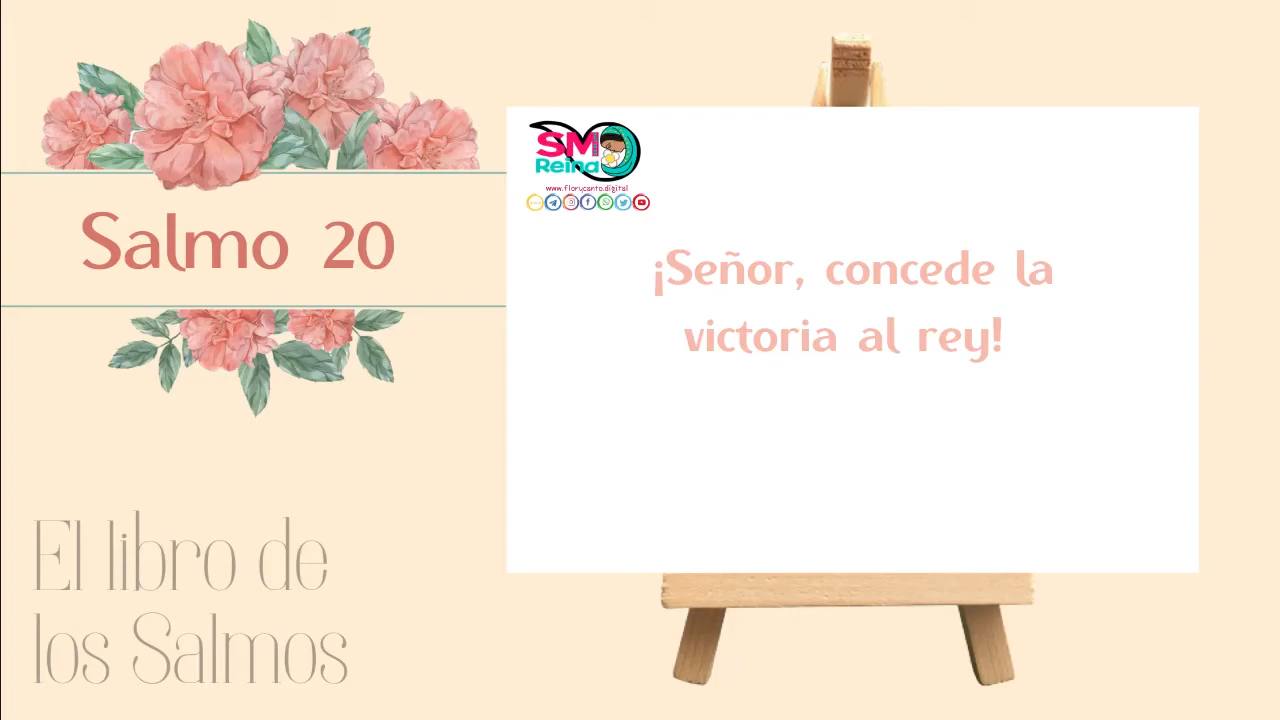 Salmo 20
El libro de
los Salmos
SM
Reina
www.florycanto.digital
¡Señor, concede la
victoria al rey!